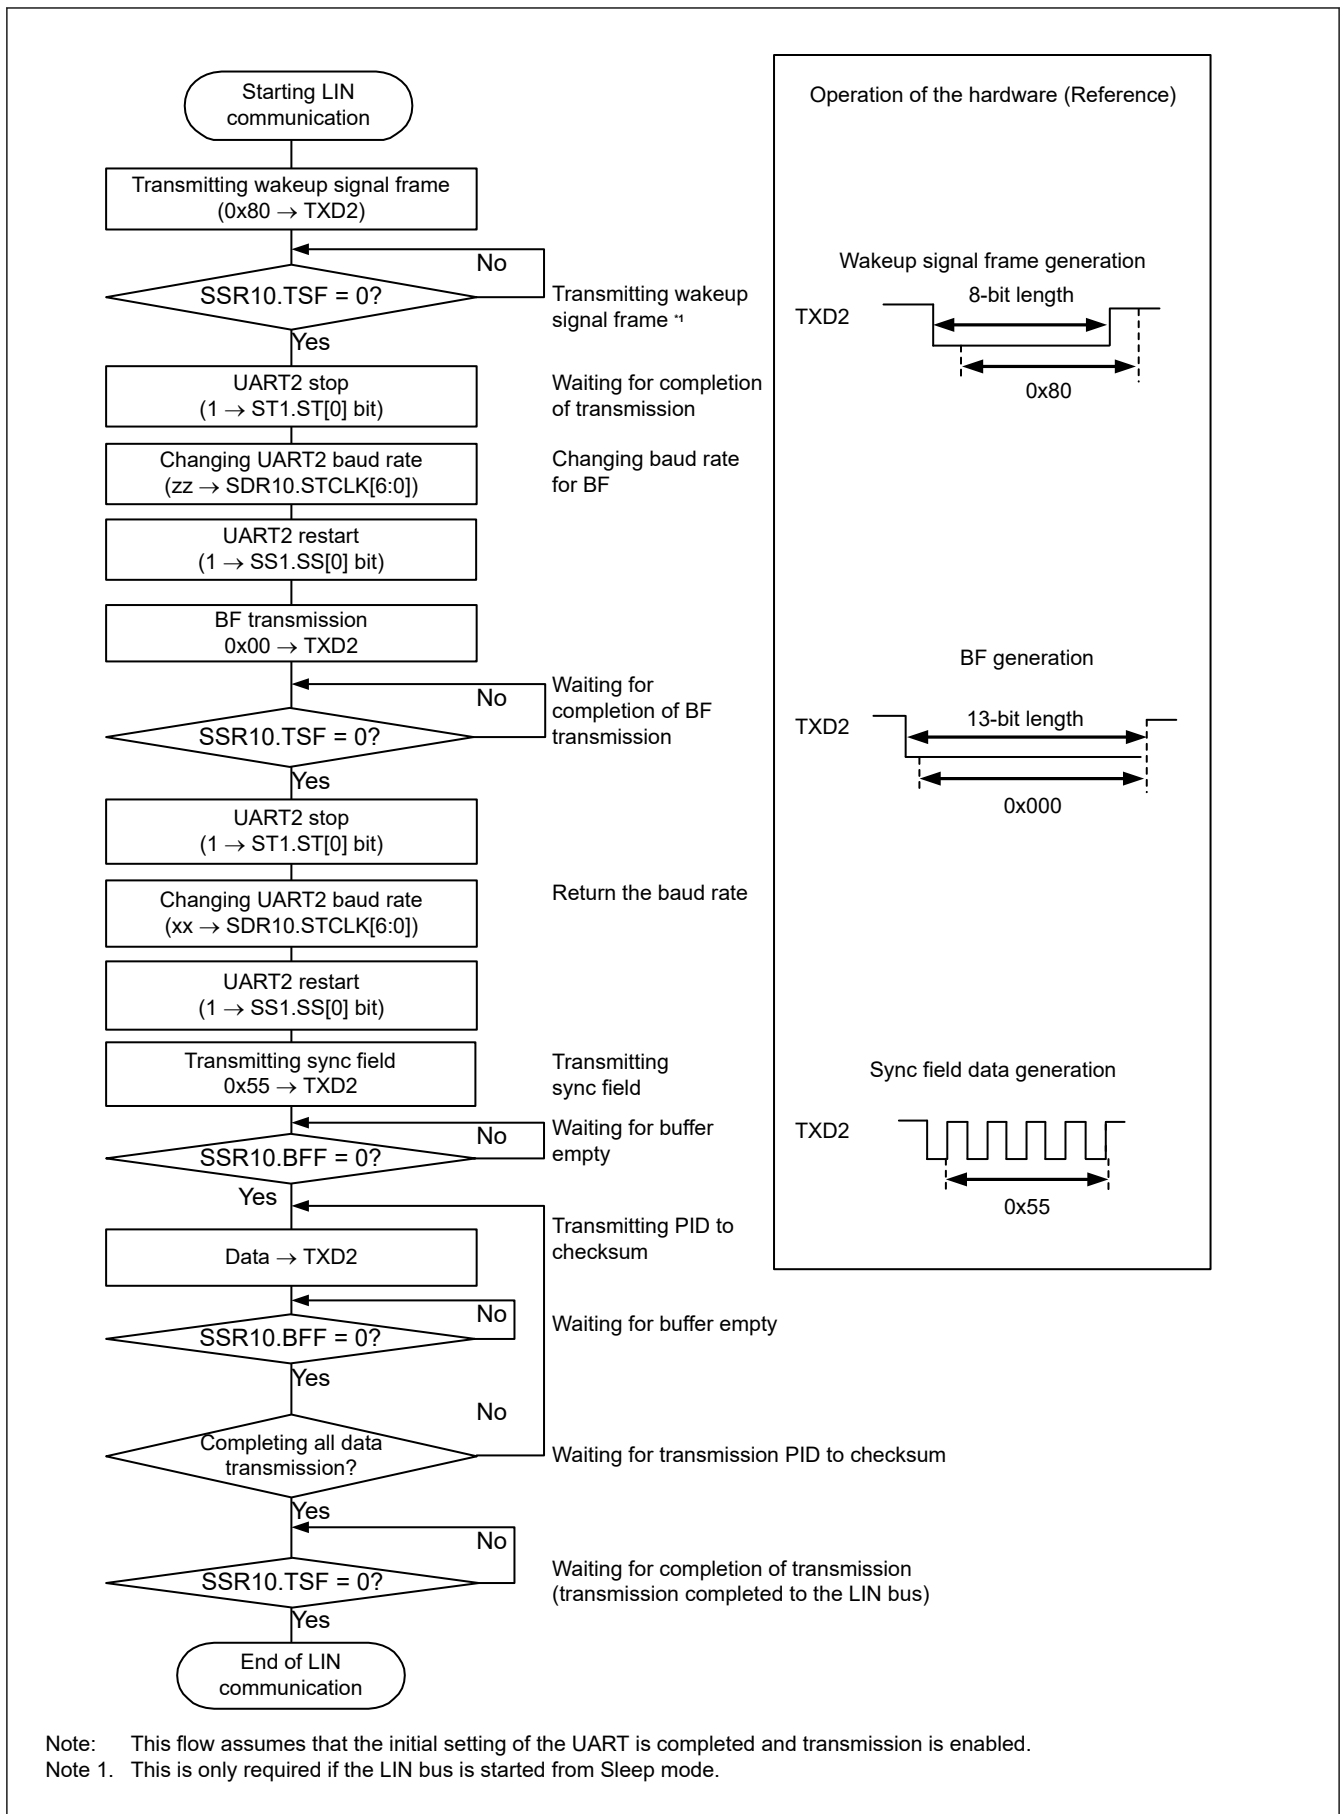 Starting LIN
communication
Transmitting wakeup signal frame
(0x80 → TXD2)
No
SSR10.TSF = 0?
Transmitting wakeup
signal frame *1
Yes
UART2 stop
(1 → ST1.ST[0] bit)
Waiting for completion
of transmission
Changing UART2 baud rate
(zz → SDR10.STCLK[6:0])
Changing baud rate
for BF
UART2 restart
(1 → SS1.SS[0] bit)
BF transmission
0x00 → TXD2
No
SSR10.TSF = 0?
Waiting for
completion of BF
transmission
Yes
UART2 stop
(1 → ST1.ST[0] bit)
Changing UART2 baud rate
(xx → SDR10.STCLK[6:0])
Return the baud rate
UART2 restart
(1 → SS1.SS[0] bit)
Transmitting sync field
0x55 → TXD2
Transmitting
sync field
No
SSR10.BFF = 0?
Waiting for buffer
empty
Yes
Data → TXD2
Transmitting PID to
checksum
No
SSR10.BFF = 0?
Waiting for buffer empty
Yes
No
Completing all data
transmission?
Waiting for transmission PID to checksum
Yes
No
SSR10.TSF = 0?
Waiting for completion of transmission
(transmission completed to the LIN bus)
Yes
End of LIN
communication
Operation of the hardware (Reference)
Wakeup signal frame generation
8-bit length
TXD2
0x80
BF generation
13-bit length
TXD2
0x000
Sync field data generation
TXD2
0x55
Note: This flow assumes that the initial setting of the UART is completed and transmission is enabled.
Note 1. This is only required if the LIN bus is started from Sleep mode.